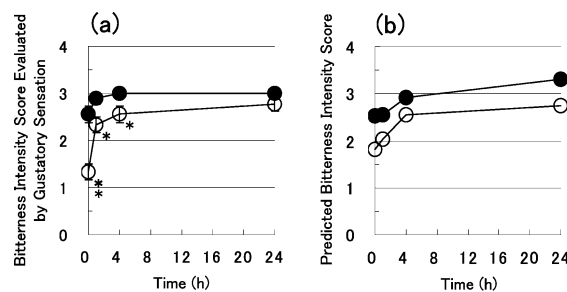 (a)
Bitterness Intensity Score Evaluated
by Gustatory Sensation
4
3
2
1
0
*
*
*
*
0 4 8 12 16 20 24
Time (h)
(b)
Predicted Bitterness Intensity Score
4
3
2
1
0
0 4 8 12 16 20 24
Time (h)